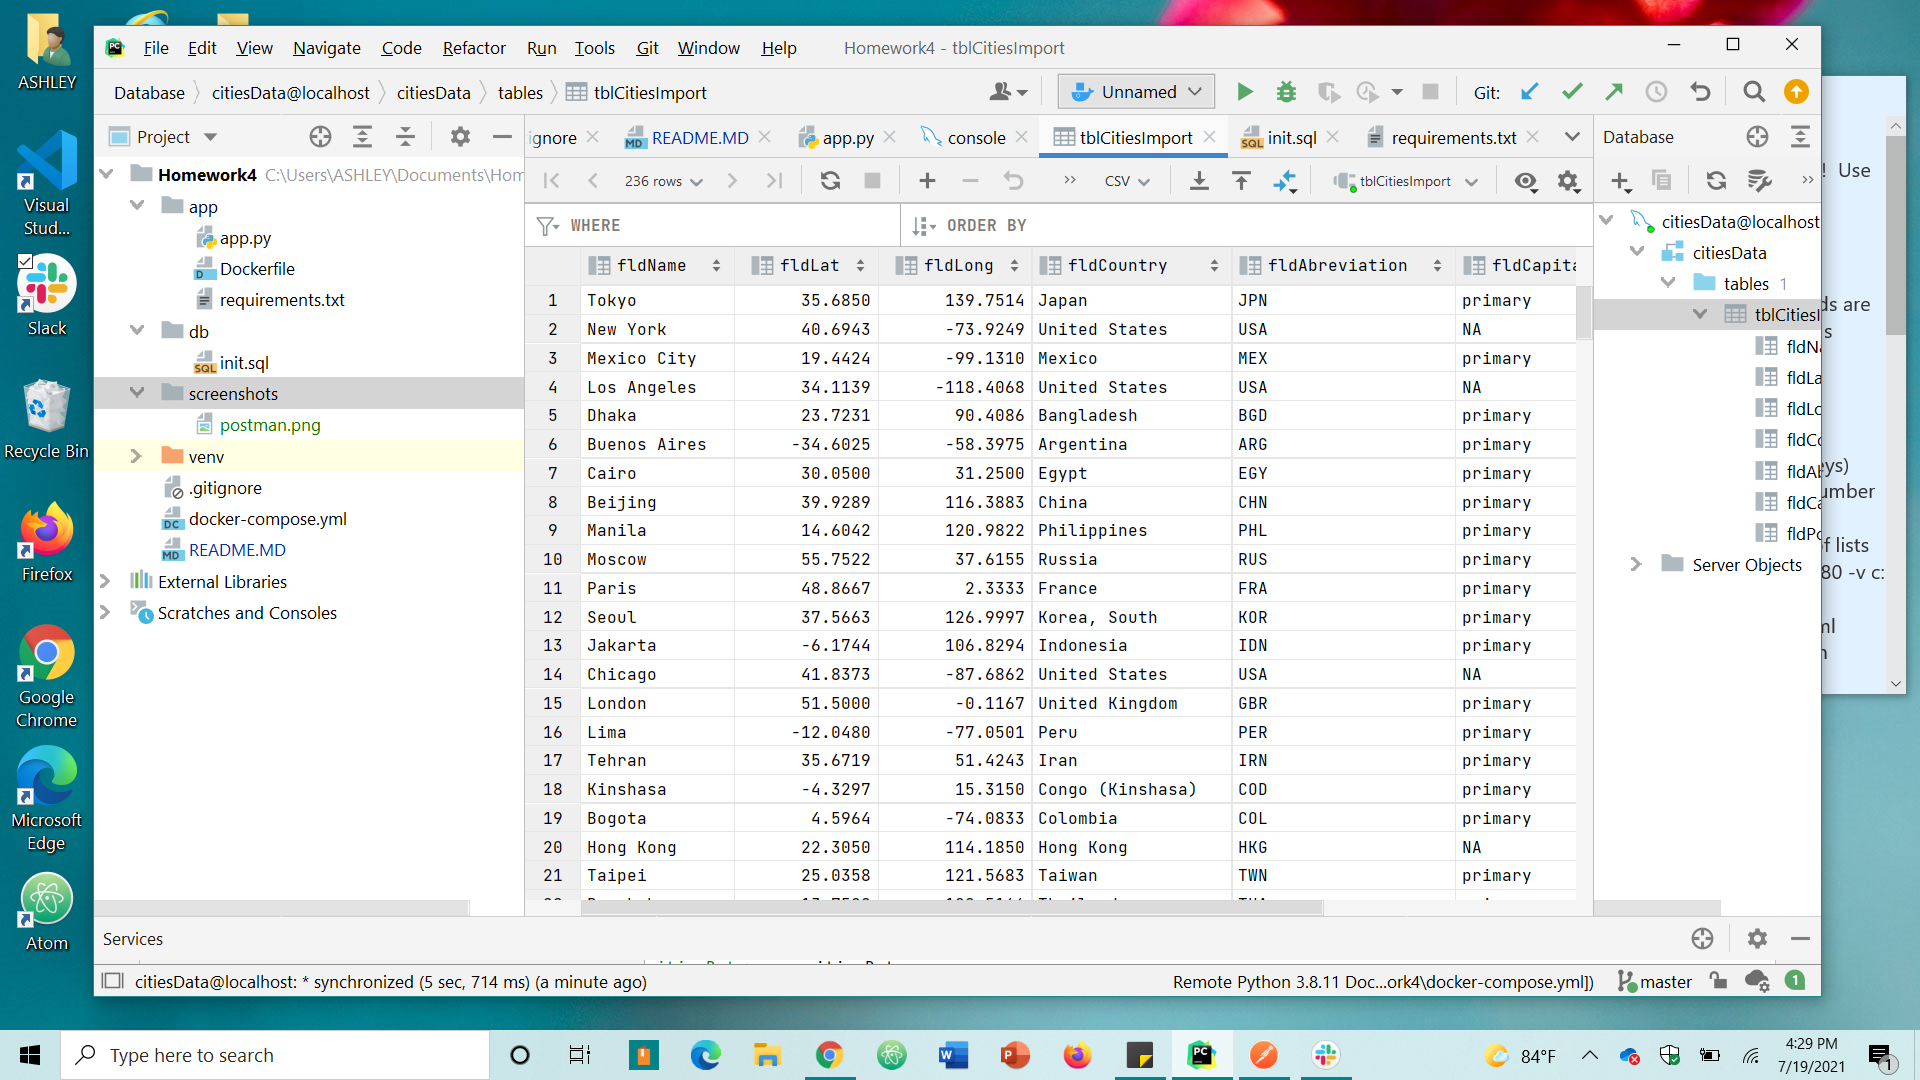 ASHLEY
Visual
Stud...
Slack
Recycle Bin
Firefox
Google
Chrome
Microsoft
Edge
Atom
File Edit View Navigate Code Refactor Run Tools Git Window Help Homework4 - tblCitiesImport
Database citiesData@localhost citiesData tables tblCitiesImport Unnamed Git:
Project
ignore README.MD app.py console tblCitiesImport init.sql requirements.txt
Database
236 rows CSV tblCitiesImport
WHERE ORDER BY
Homework4 C:\Users\ASHLEY\Documents\Hom
app
app.py
Dockerfile
requirements.txt
db
init.sql
screenshots
postman.png
venv
.gitignore
docker-compose.yml
README.MD
External Libraries
Scratches and Consoles
fldName fldLat fldLong fldCountry fldAbreviation fldCapita
1 Tokyo 35.6850 139.7514 Japan JPN primary
2 New York 40.6943 -73.9249 United States USA NA
3 Mexico City 19.4424 -99.1310 Mexico MEX primary
4 Los Angeles 34.1139 -118.4068 United States USA NA
5 Dhaka 23.7231 90.4086 Bangladesh BGD primary
6 Buenos Aires -34.6025 -58.3975 Argentina ARG primary
7 Cairo 30.0500 31.2500 Egypt EGY primary
8 Beijing 39.9289 116.3883 China CHN primary
9 Manila 14.6042 120.9822 Philippines PHL primary
10 Moscow 55.7522 37.6155 Russia RUS primary
11 Paris 48.8667 2.3333 France FRA primary
12 Seoul 37.5663 126.9997 Korea, South KOR primary
13 Jakarta -6.1744 106.8294 Indonesia IDN primary
14 Chicago 41.8373 -87.6862 United States USA NA
15 London 51.5000 -0.1167 United Kingdom GBR primary
16 Lima -12.0480 -77.0501 Peru PER primary
17 Tehran 35.6719 51.4243 Iran IRN primary
18 Kinshasa -4.3297 15.3150 Congo (Kinshasa) COD primary
19 Bogota 4.5964 -74.0833 Colombia COL primary
20 Hong Kong 22.3050 114.1850 Hong Kong HKG NA
21 Taipei 25.0358 121.5683 Taiwan TWN primary
citiesData@localhost
citiesData
tables 1
tblCitiesI
fldNa
fldLa
fldLo
fldCo
fldAb
fldCa
fldPo
Server Objects
! Use
ds are
s
eys)
umber
of lists
80 -v c:
ml
n
Services
citiesData@localhost: * synchronized (5 sec, 714 ms) (a minute ago)
Remote Python 3.8.11 Doc...ork4\docker-compose.yml]) master 1
Type here to search
84°F
4:29 PM
7/19/2021
1